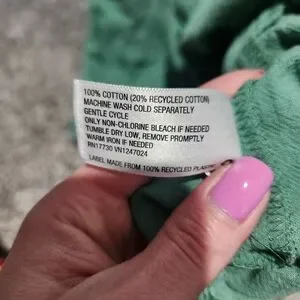 100% COTTON (20% RECYCLED COTTON)
MACHINE WASH COLD SEPARATELY
GENTLE CYCLE
ONLY NON-CHLORINE BLEACH IF NEEDED
TUMBLE DRY LOW, REMOVE PROMPTLY
WARM IRON IF NEEDED
RN17730 VN1247024
LABEL MADE FROM 100% RECYCLED